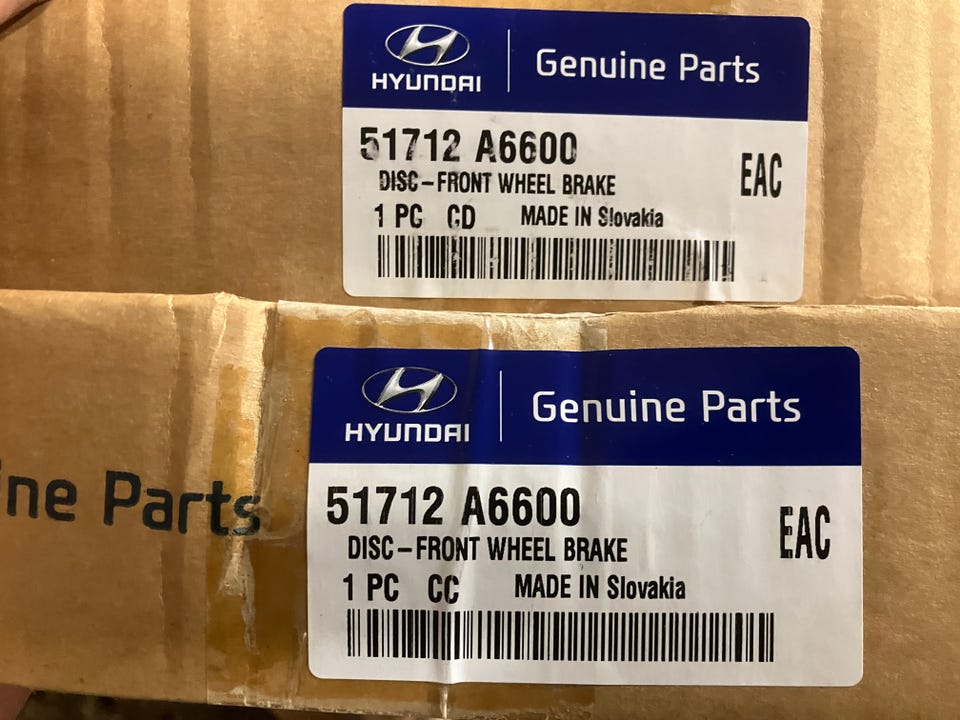 HYUNDAI Genuine Parts
51712 A6600
DISC-FRONT WHEEL BRAKE
EAC
1 PC CD MADE IN Slovakia
HYUNDAI Genuine Parts
ine Parts
51712 A6600
DISC-FRONT WHEEL BRAKE
EAC
1 PC CC MADE IN Slovakia